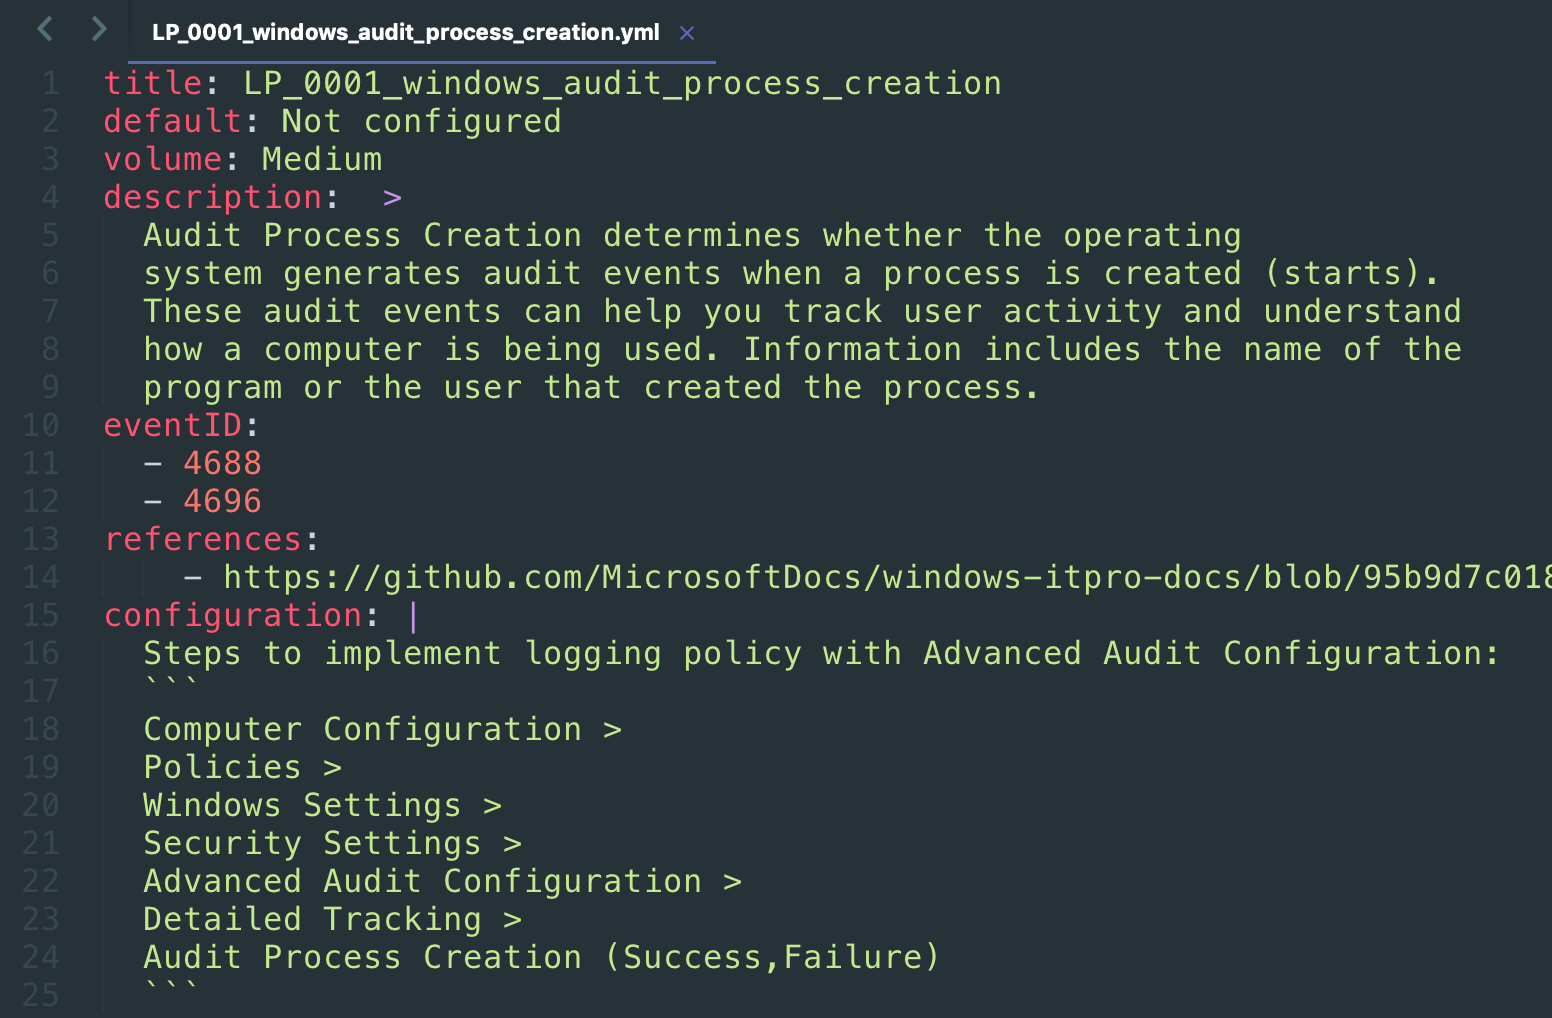 LP_0001_windows_audit_process_creation.yml ×
1 title: LP_0001_windows_audit_process_creation
2 default: Not configured
3 volume: Medium
4 description:  >
5 Audit Process Creation determines whether the operating
6 system generates audit events when a process is created (starts).
7 These audit events can help you track user activity and understand
8 how a computer is being used. Information includes the name of the
9 program or the user that created the process.
10 eventID:
11 - 4688
12 - 4696
13 references:
14 - https://github.com/MicrosoftDocs/windows-itpro-docs/blob/95b9d7c018
15 configuration: |
16 Steps to implement logging policy with Advanced Audit Configuration:
17 ```
18 Computer Configuration >
19 Policies >
20 Windows Settings >
21 Security Settings >
22 Advanced Audit Configuration >
23 Detailed Tracking >
24 Audit Process Creation (Success,Failure)
25 ```